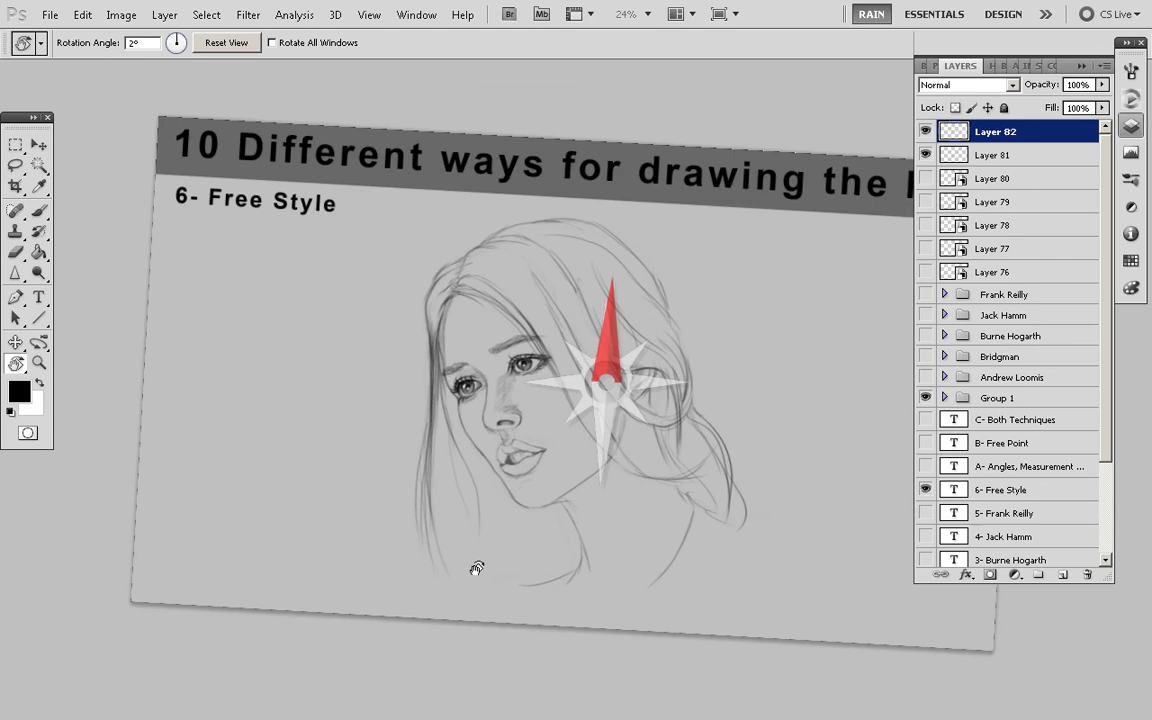 Ps File Edit Image Layer Select Filter Analysis 3D View Window Help Br Mb 24% RAIN ESSENTIALS DESIGN CS Live
Rotation Angle: 2° Reset View Rotate All Windows
LAYERS
Normal Opacity: 100%
Lock: Fill: 100%
Layer 82
Layer 81
Layer 80
Layer 79
Layer 78
Layer 77
Layer 76
Frank Reilly
Jack Hamm
Burne Hogarth
Bridgman
Andrew Loomis
Group 1
T C- Both Techniques
T B- Free Point
T A- Angles, Measurement ...
T 6- Free Style
T 5- Frank Reilly
T 4- Jack Hamm
T 3- Burne Hogarth
10 Different ways for drawing the
6- Free Style